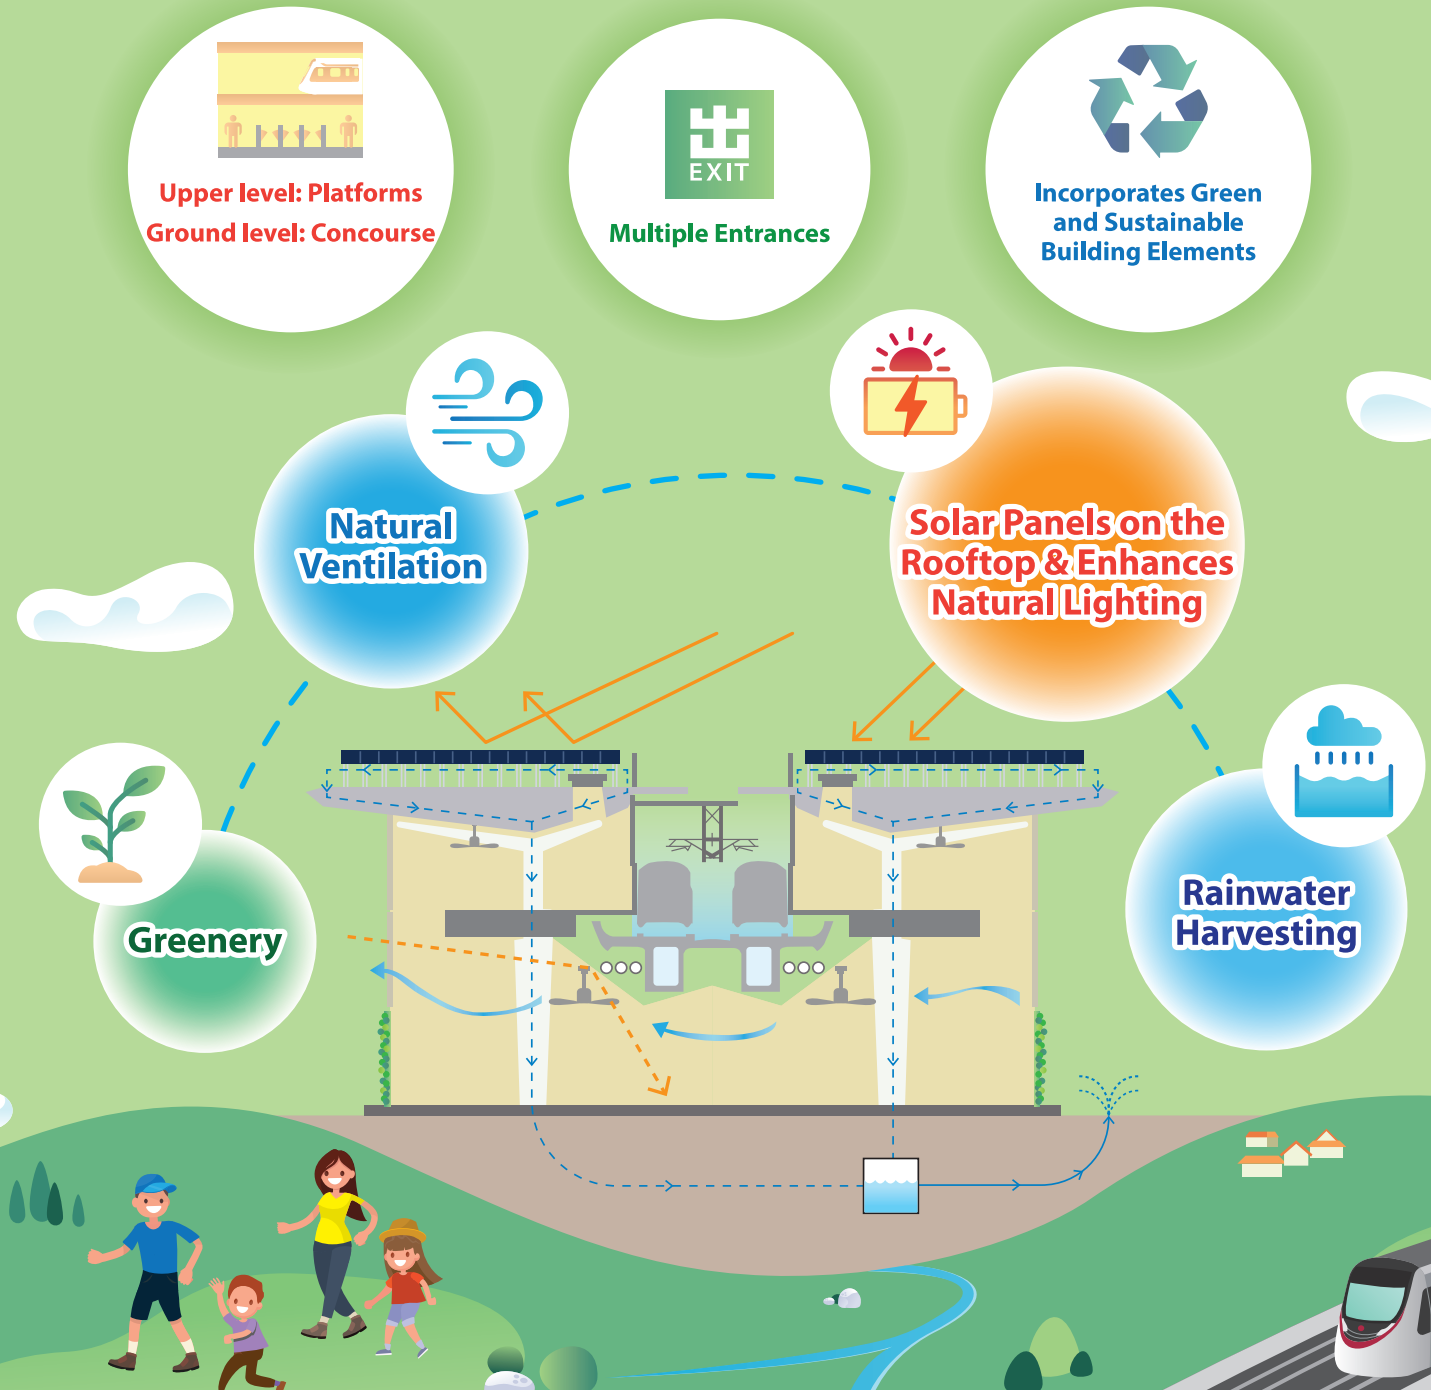 Upper level: Platforms
Ground level: Concourse
出
EXIT
Multiple Entrances
Incorporates Green
and Sustainable
Building Elements
Natural
Ventilation
Solar Panels on the
Rooftop & Enhances
Natural Lighting
Greenery
Rainwater
Harvesting